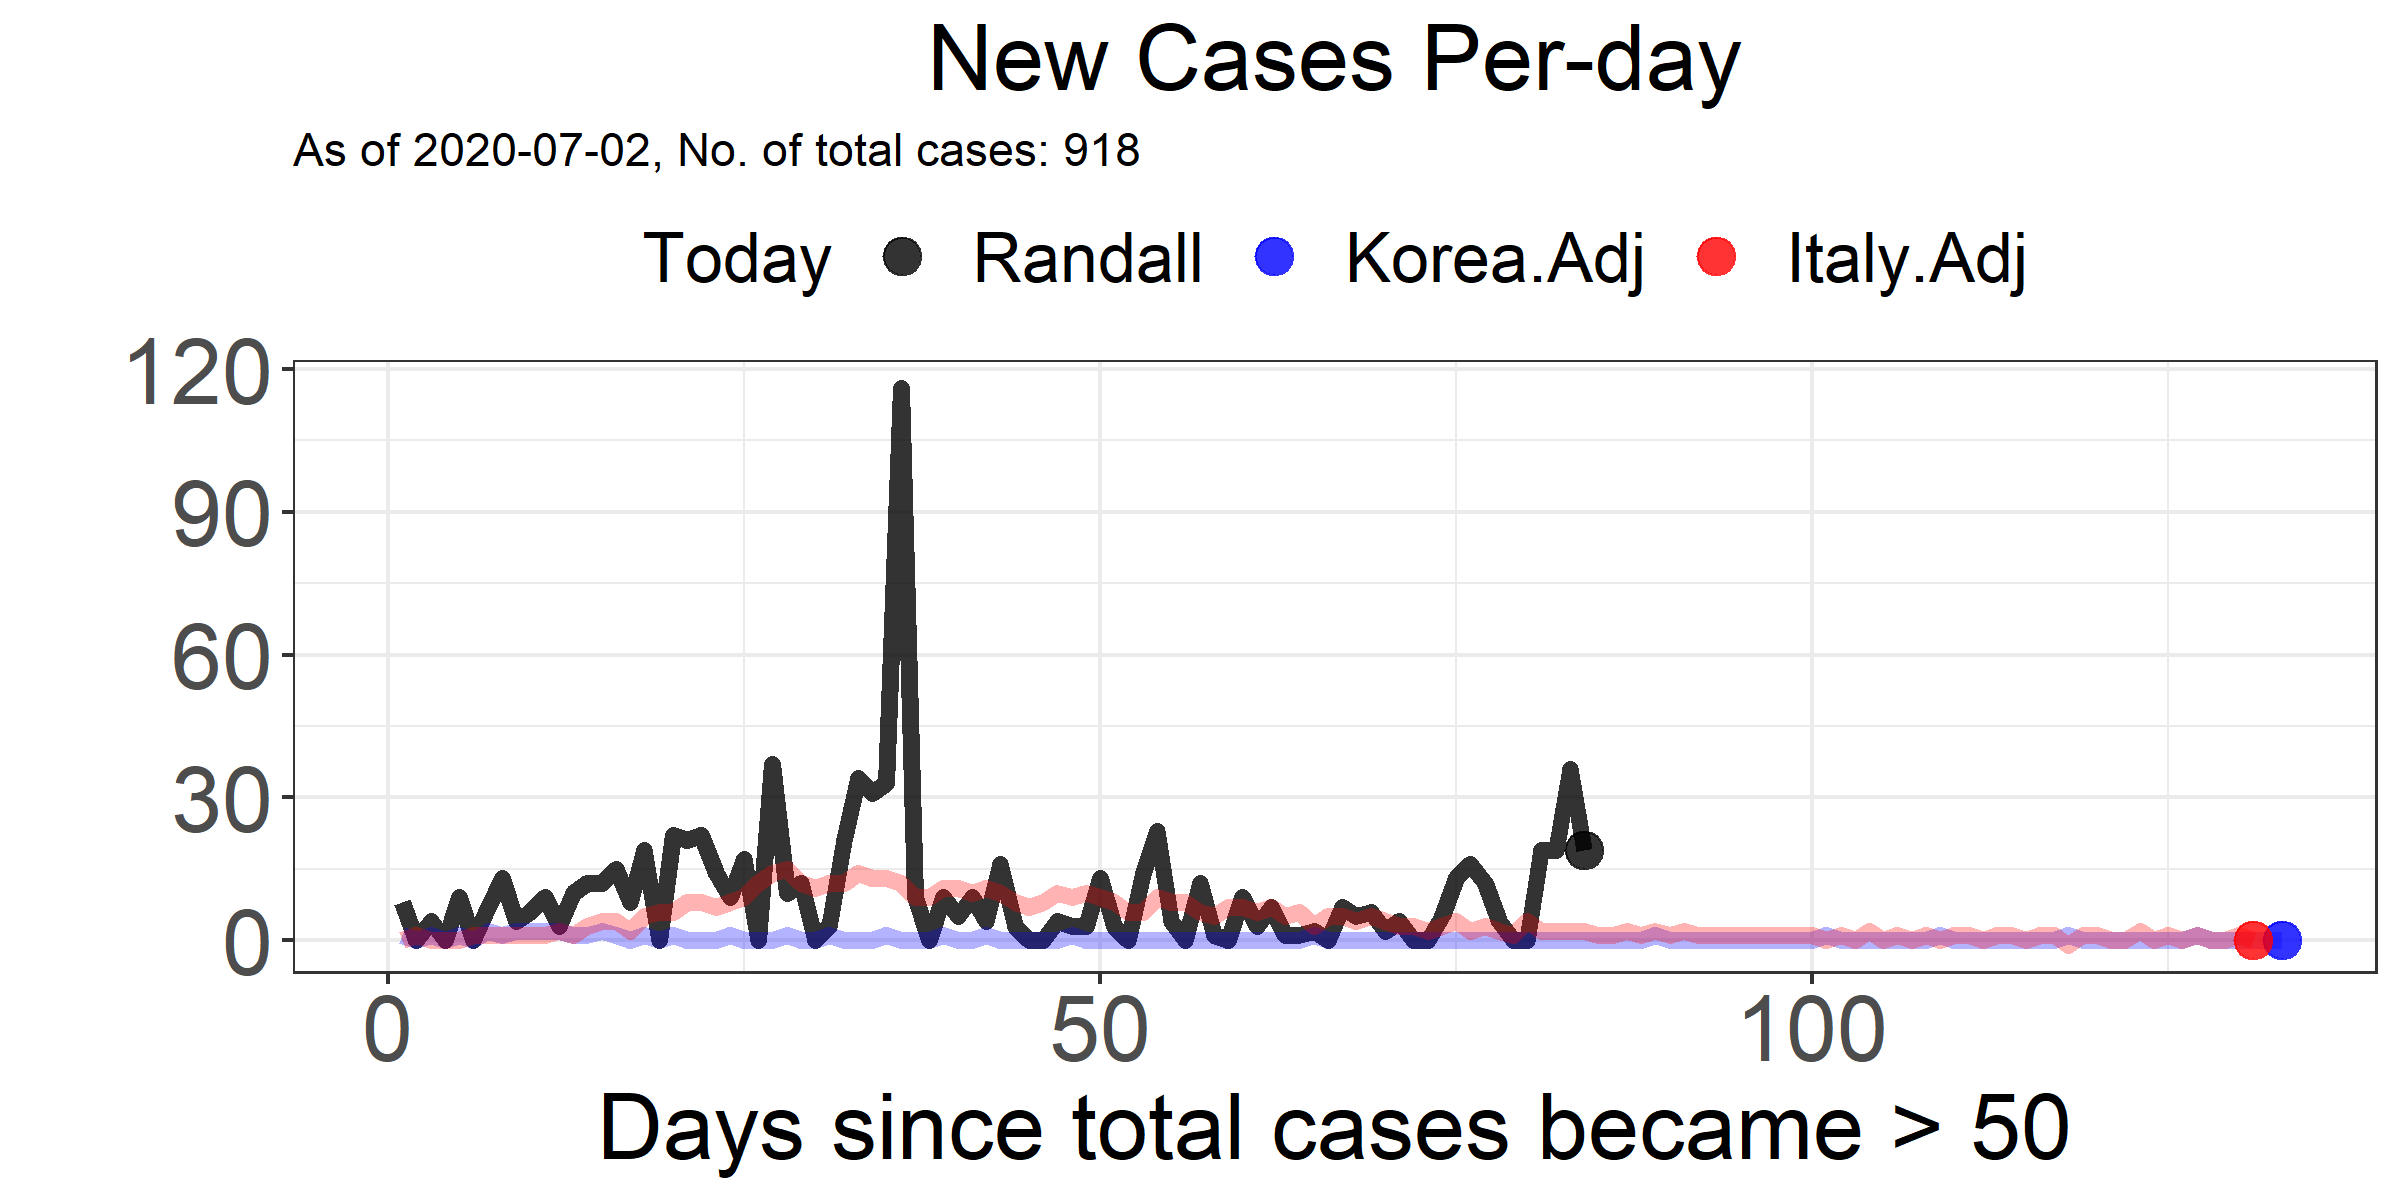 New Cases Per-day
As of 2020-07-02, No. of total cases: 918
Today Randall Korea.Adj Italy.Adj
120
90
60
30
0
0 50 100
Days since total cases became > 50